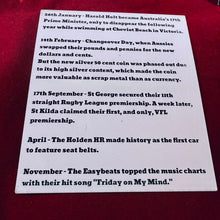 26th January - Harold Holt became Australia's 17th
Prime Minister, only to disappear the following
year while swimming at Cheviot Beach in Victoria.
14th February - Changeover Day, when Aussies
swapped their pounds and pennies for the new
dollars and cents.
But the new silver 50 cent coin was phased out due
to its high silver content, which made the coin
more valuable as scrap metal than as currency.
17th September - St George secured their 11th
straight Rugby League premiership. A week later,
St Kilda claimed their first, and only, VFL
premiership.
April - The Holden HR made history as the first car
to feature seat belts.
November - The Easybeats topped the music charts
with their hit song "Friday on My Mind."